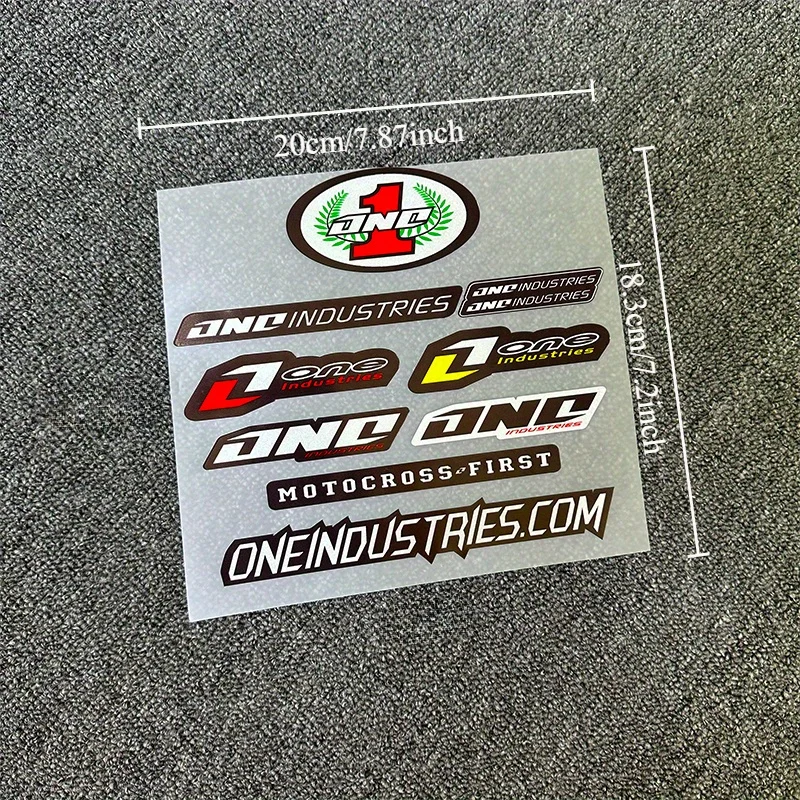 20cm/7.87inch
18.3cm/7.2inch
1
ONE
ONE INDUSTRIES
ONE INDUSTRIES
ONE INDUSTRIES
one
Industries
one
Industries
ONE
INDUSTRIES
ONE
INDUSTRIES
MOTOCROSS FIRST
ONEINDUSTRIES.COM